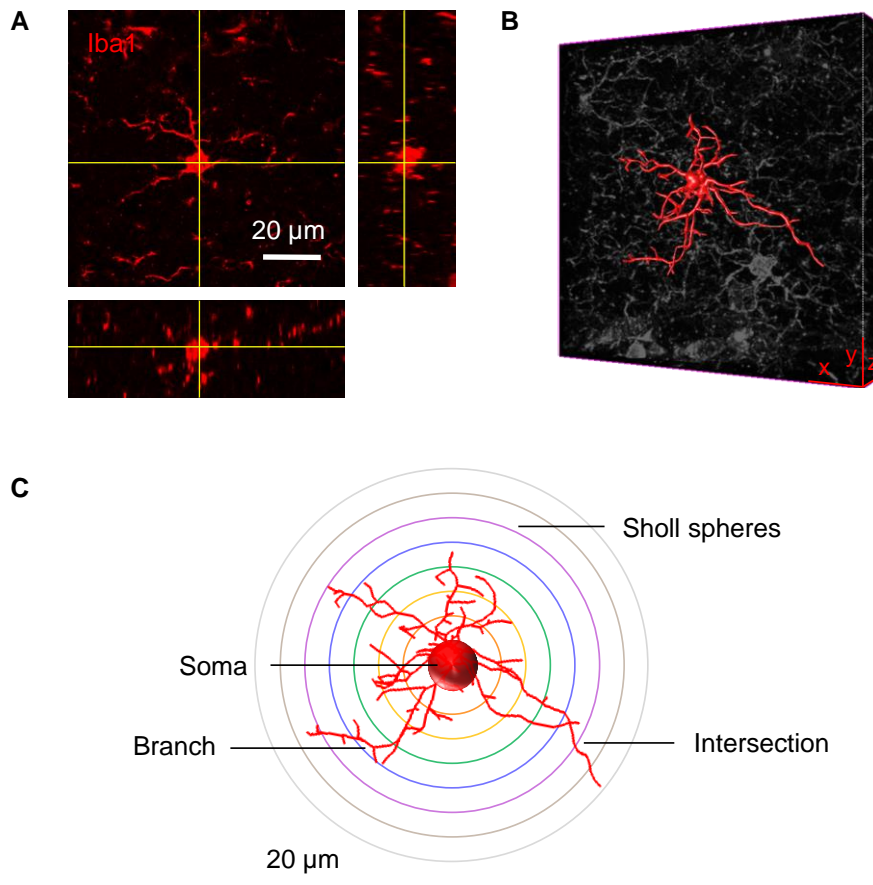 A
Iba1
20 µm
B
x
y
z
C
Sholl spheres
Soma
Branch
Intersection
20 µm